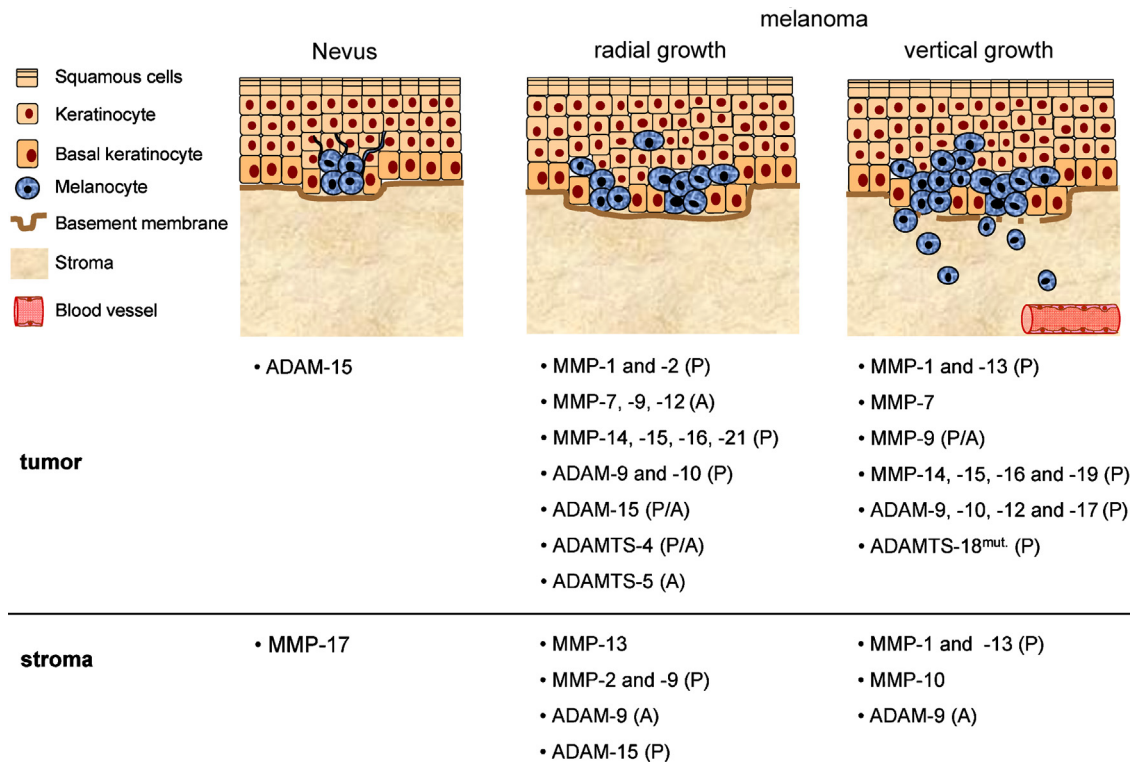 melanoma
Nevus
radial growth
vertical growth
Squamous cells
Keratinocyte
Basal keratinocyte
Melanocyte
Basement membrane
Stroma
Blood vessel
tumor
• ADAM-15
• MMP-1 and -2 (P)
• MMP-7, -9, -12 (A)
• MMP-14, -15, -16, -21 (P)
• ADAM-9 and -10 (P)
• ADAM-15 (P/A)
• ADAMTS-4 (P/A)
• ADAMTS-5 (A)
• MMP-1 and -13 (P)
• MMP-7
• MMP-9 (P/A)
• MMP-14, -15, -16 and -19 (P)
• ADAM-9, -10, -12 and -17 (P)
• ADAMTS-18mut. (P)
stroma
• MMP-17
• MMP-13
• MMP-2 and -9 (P)
• ADAM-9 (A)
• ADAM-15 (P)
• MMP-1 and -13 (P)
• MMP-10
• ADAM-9 (A)